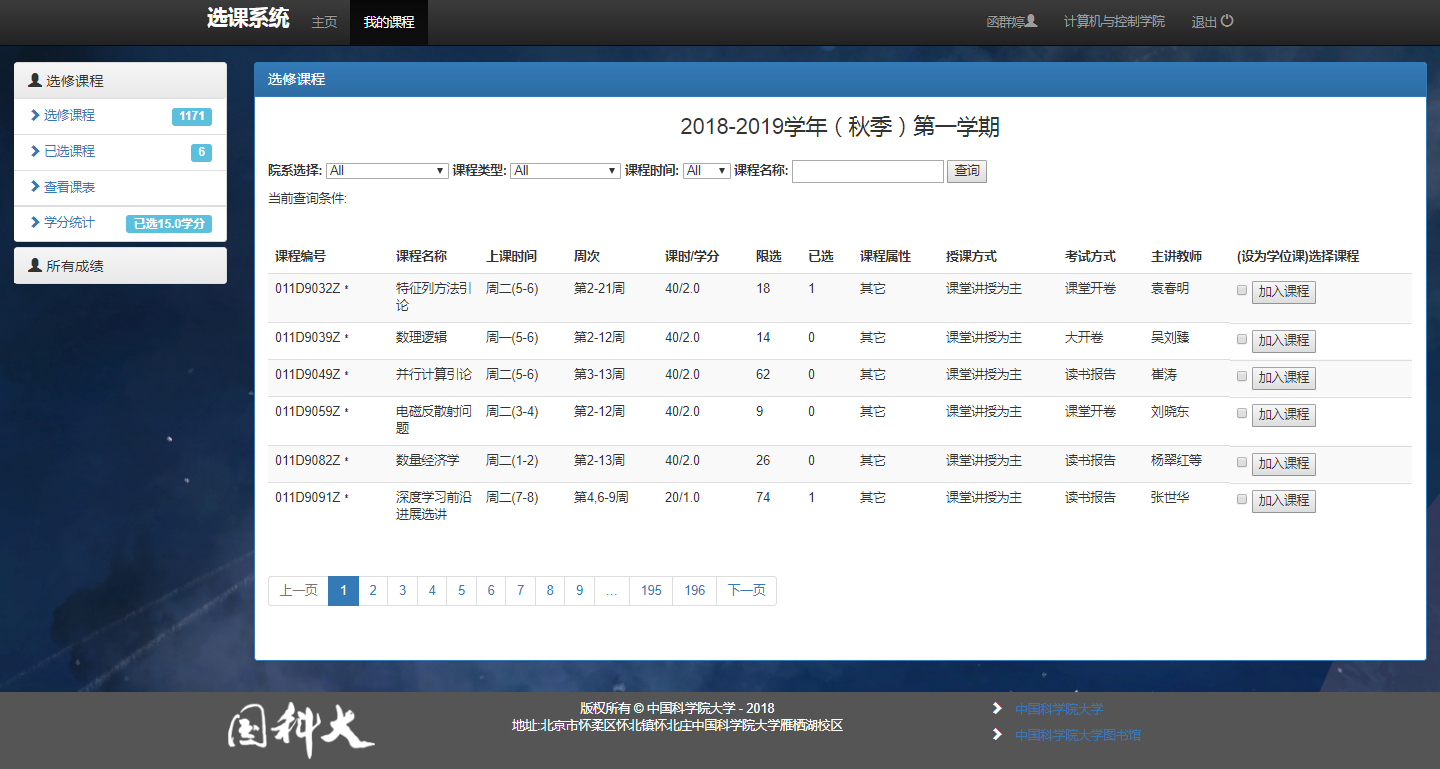 选课系统 主页 我的课程 函群婷 计算机与控制学院 退出
选修课程
选修课程 1171
已选课程 6
查看课表
学分统计 已选15.0学分
所有成绩
选修课程
2018-2019学年（秋季）第一学期
院系选择: All 课程类型: All 课程时间: All 课程名称: 查询
当前查询条件:
课程编号 课程名称 上课时间 周次 课时/学分 限选 已选 课程属性 授课方式 考试方式 主讲教师 (设为学位课)选择课程
011D9032Z * 特征列方法引 周二(5-6) 第2-21周 40/2.0 18 1 其它 课堂讲授为主 课堂开卷 袁春明 加入课程
论
011D9039Z * 数理逻辑 周一(5-6) 第2-12周 40/2.0 14 0 其它 课堂讲授为主 大开卷 吴刘臻 加入课程
011D9049Z * 并行计算引论 周二(5-6) 第3-13周 40/2.0 62 0 其它 课堂讲授为主 读书报告 崔涛 加入课程
011D9059Z * 电磁反散射问 周二(3-4) 第2-12周 40/2.0 9 0 其它 课堂讲授为主 课堂开卷 刘晓东 加入课程
题
011D9082Z * 数量经济学 周二(1-2) 第2-13周 40/2.0 26 0 其它 课堂讲授为主 读书报告 杨翠红等 加入课程
011D9091Z * 深度学习前沿 周二(7-8) 第4,6-9周 20/1.0 74 1 其它 课堂讲授为主 读书报告 张世华 加入课程
进展选讲
上一页 1 2 3 4 5 6 7 8 9 ... 195 196 下一页
国科大
版权所有 © 中国科学院大学 - 2018
地址:北京市怀柔区怀北镇怀北庄中国科学院大学雁栖湖校区
中国科学院大学
中国科学院大学图书馆